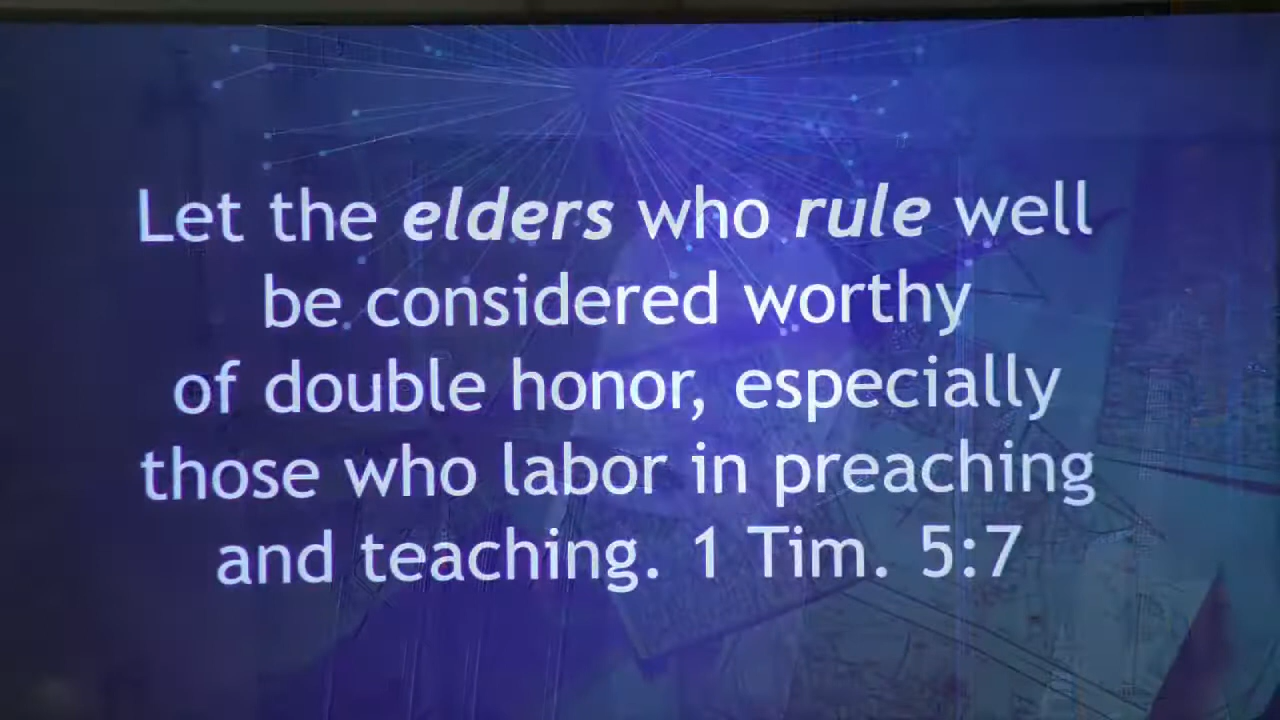 Let the elders who rule well
be considered worthy
of double honor, especially
those who labor in preaching
and teaching. 1 Tim. 5:7